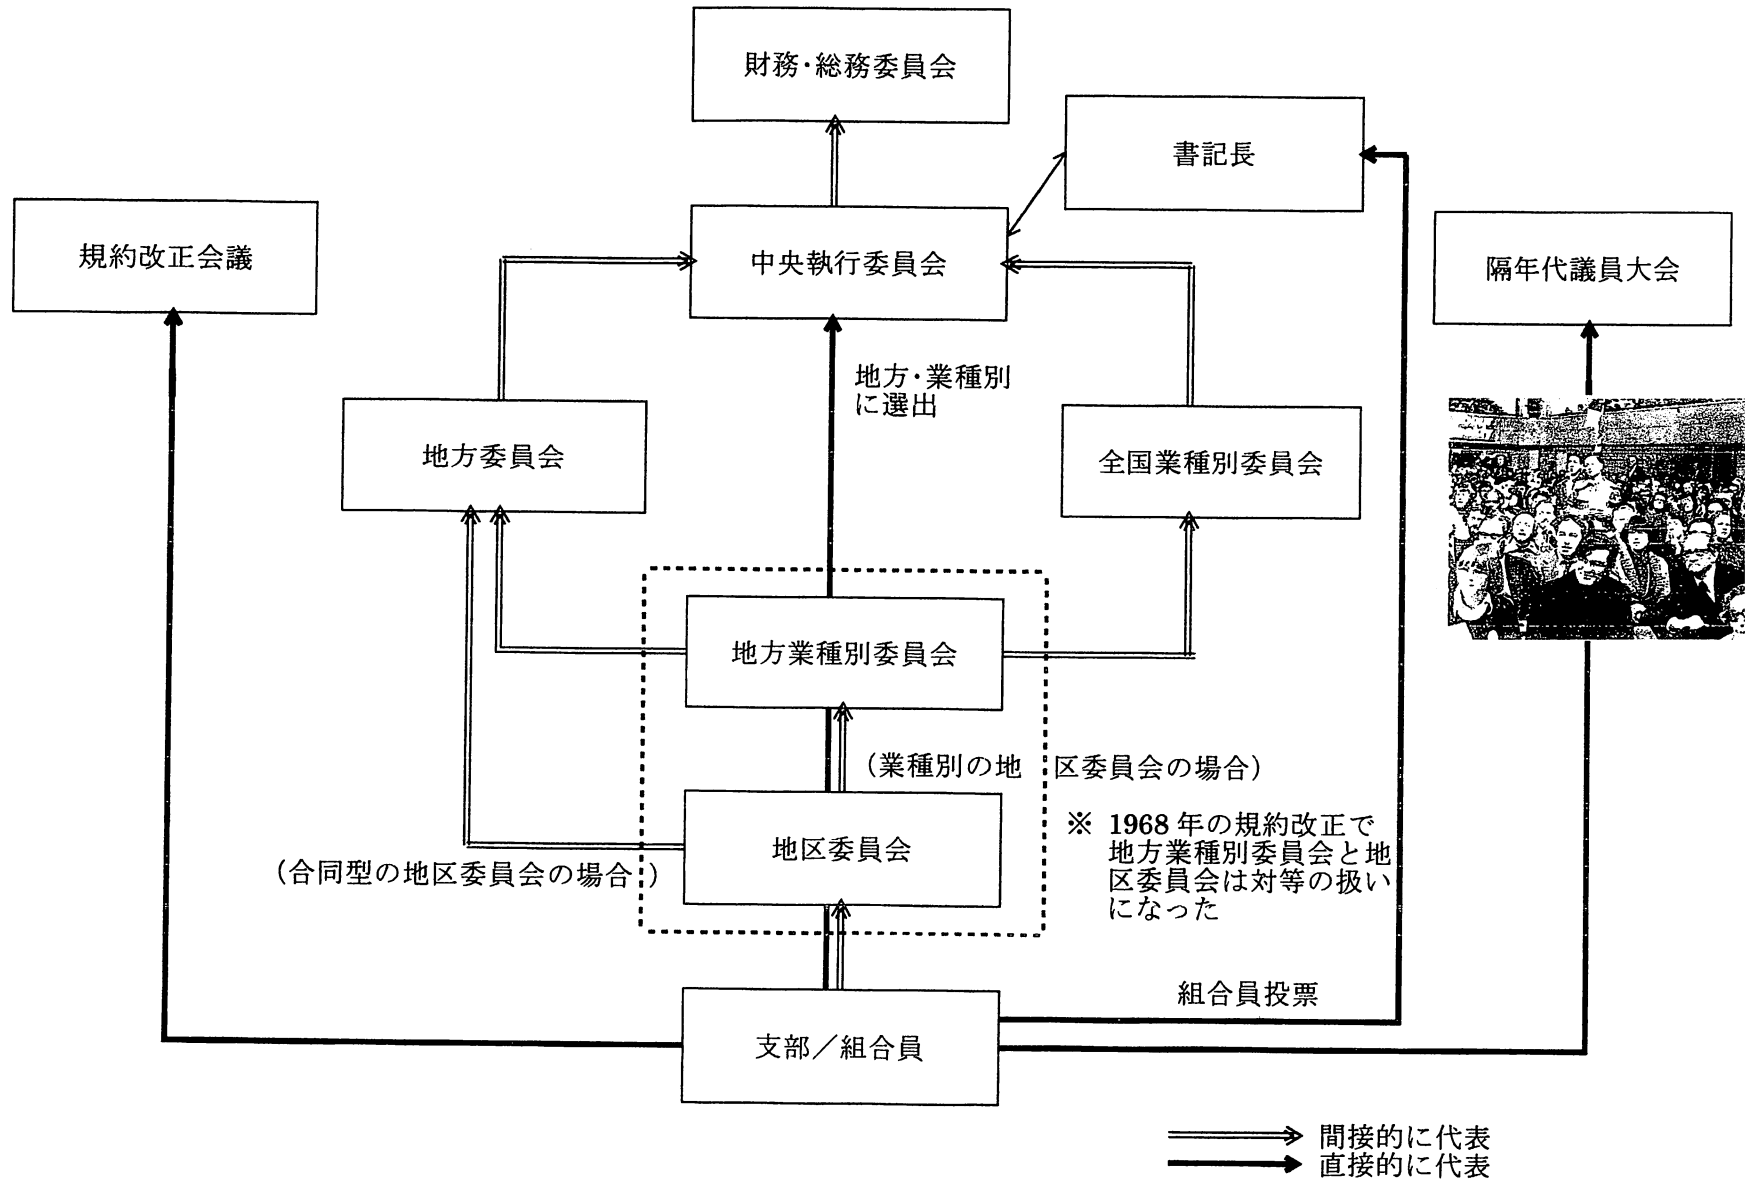 財務・総務委員会
書記長
規約改正会議
中央執行委員会
隔年代議員大会
地方・業種別
に選出
地方委員会
全国業種別委員会
地方業種別委員会
（業種別の地区委員会の場合）
地区委員会
（合同型の地区委員会の場合）
※ 1968 年の規約改正で
地方業種別委員会と地
区委員会は対等の扱い
になった
組合員投票
支部／組合員
間接的に代表
直接的に代表